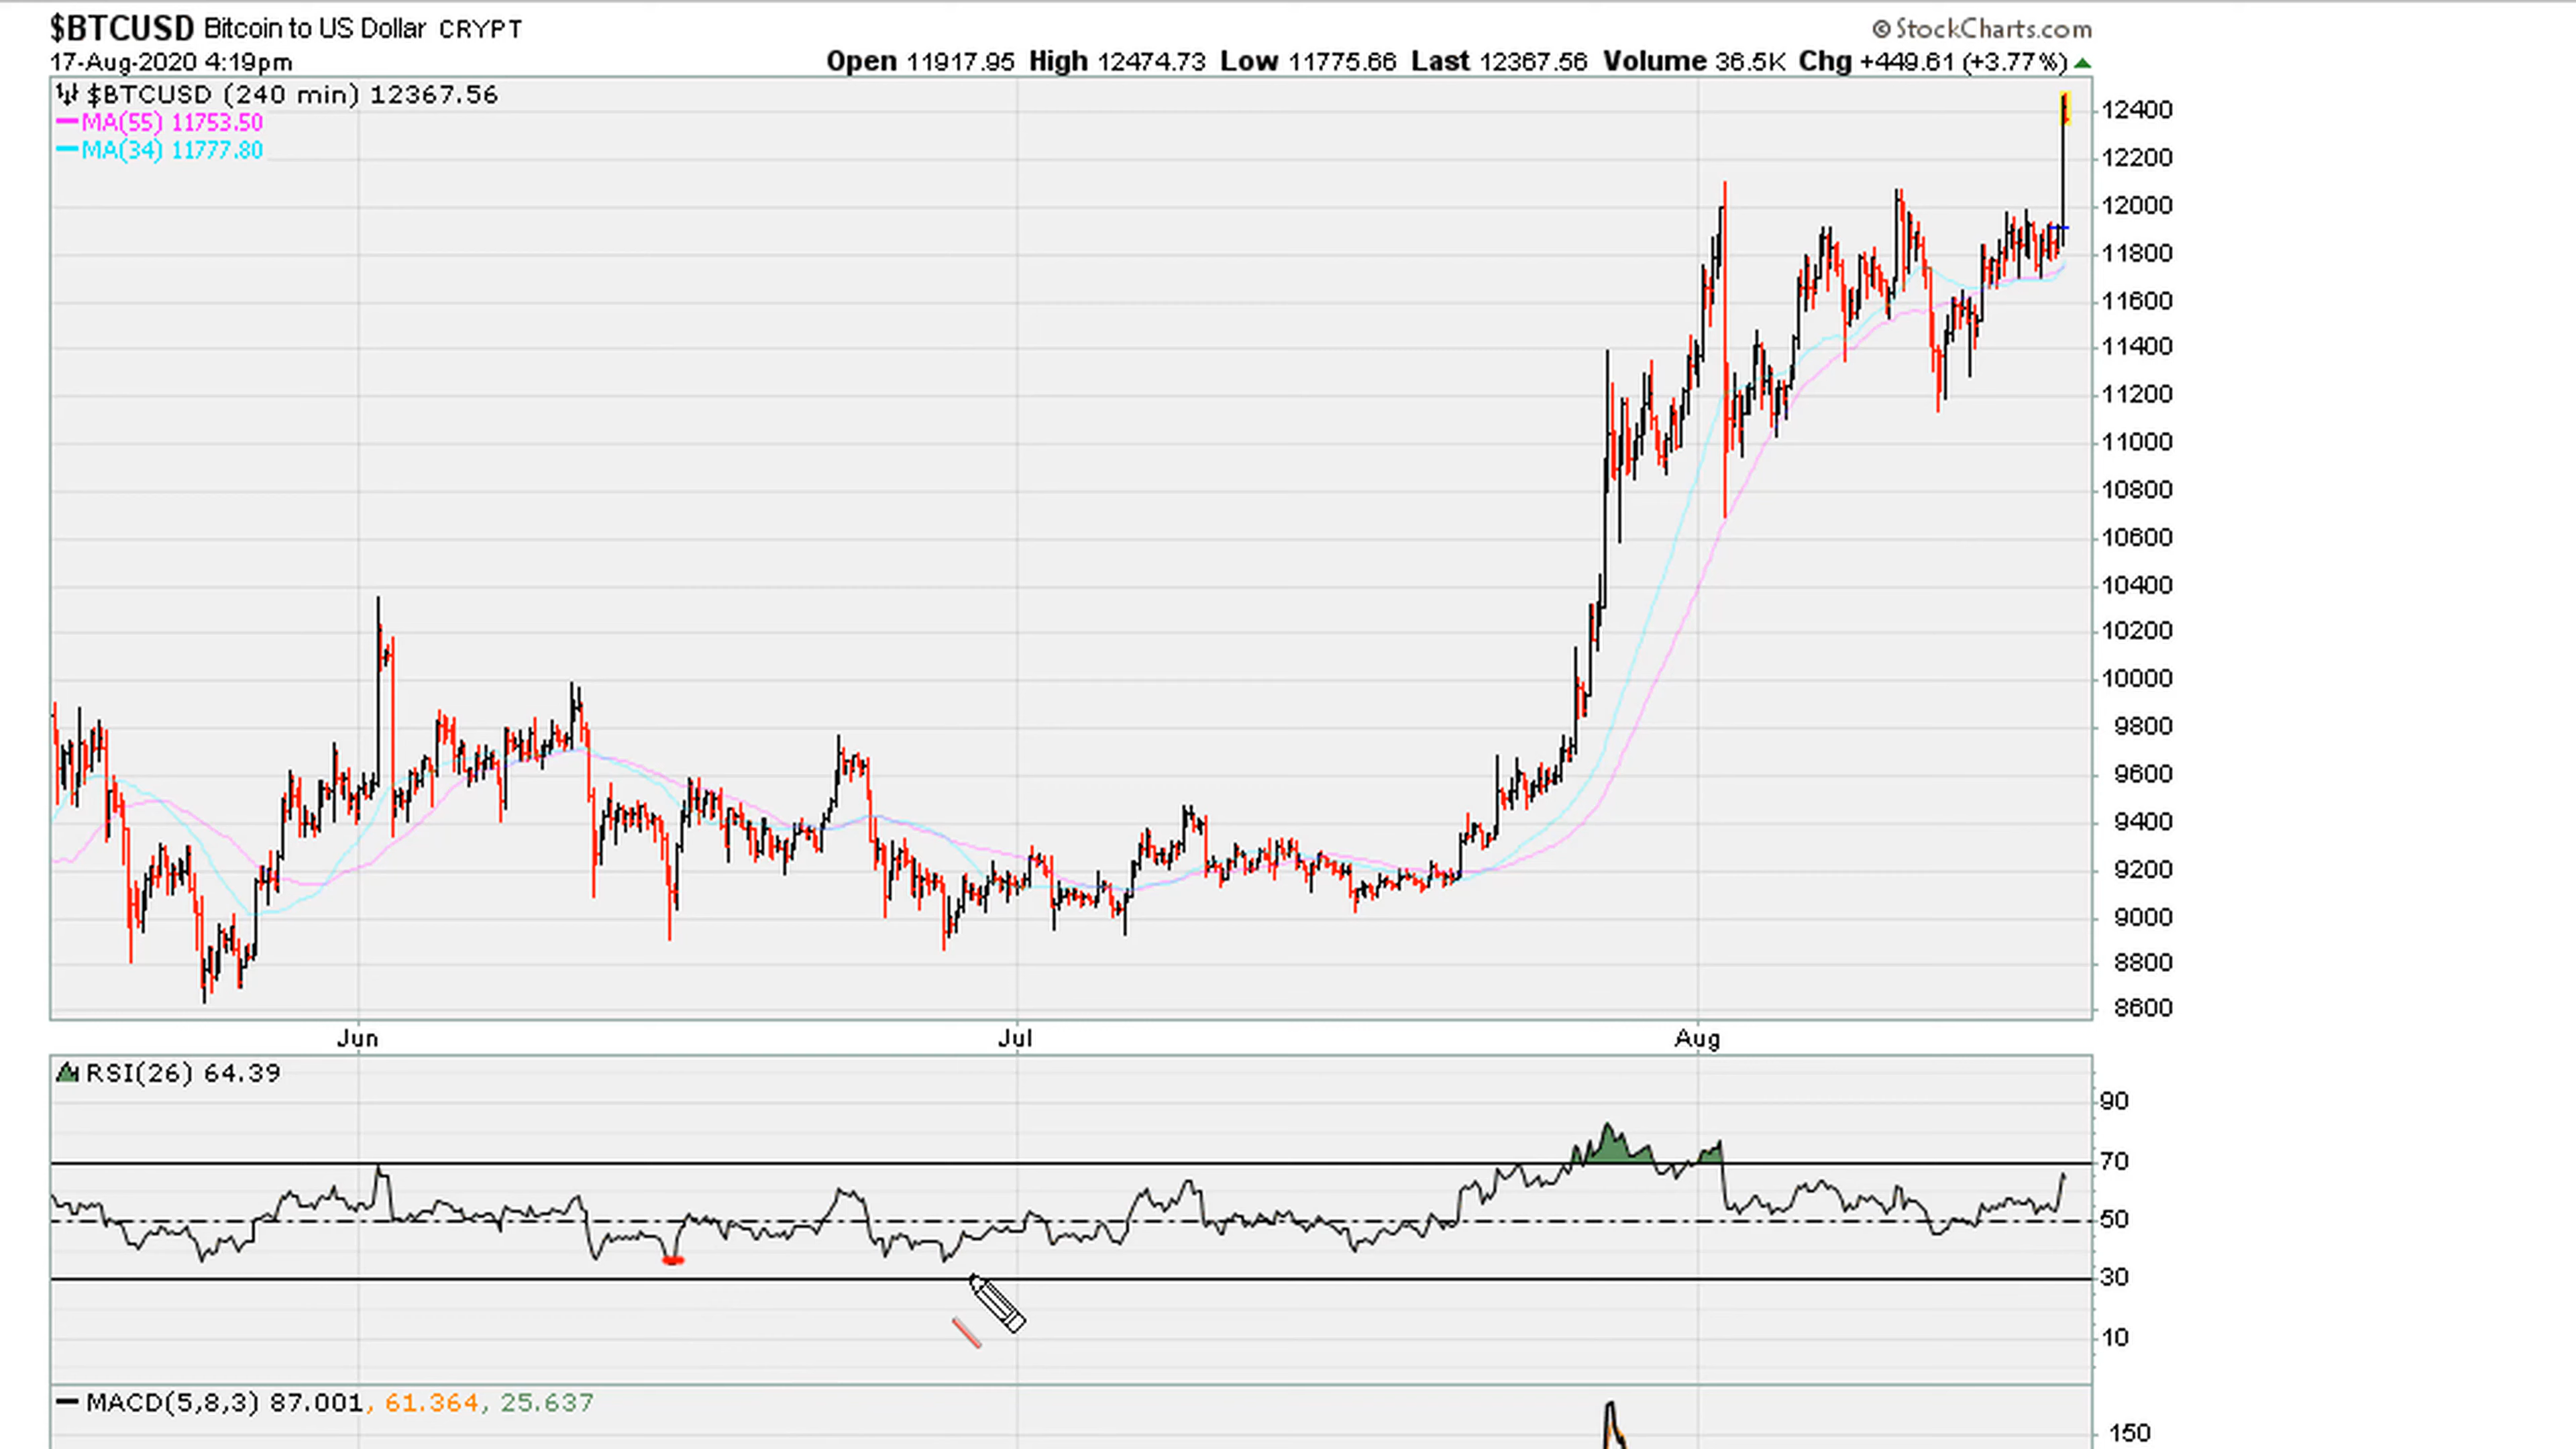 $BTCUSD Bitcoin to US Dollar CRYPT
© StockCharts.com
17-Aug-2020 4:19pm
Open 11917.95 High 12474.73 Low 11775.66 Last 12367.56 Volume 36.5K Chg +449.61 (+3.77%)
$BTCUSD (240 min) 12367.56
MA(55) 11753.50
MA(34) 11777.80
12400
12200
12000
11800
11600
11400
11200
11000
10800
10600
10400
10200
10000
9800
9600
9400
9200
9000
8800
8600
Jun Jul Aug
RSI(26) 64.39
90
70
50
30
10
MACD(5,8,3) 87.001, 61.364, 25.637
150